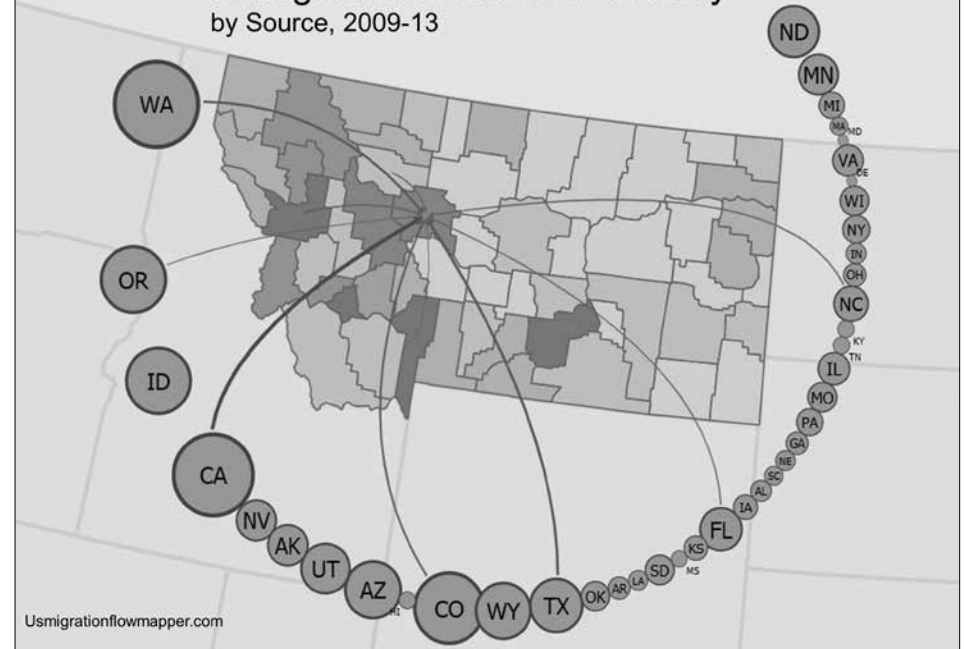 by Source, 2009-13
ND
MN
WA
MI
MA
MD
VA
DE
WI
NY
IN
OR
OH
NC
KY
TN
IL
ID
MO
PA
GA
CA
NE
SC
AL
IA
NV
FL
AK
KS
UT
SD
MS
AZ
LA
AR
OK
HI
CO
WY
TX
Usmigrationflowmapper.com